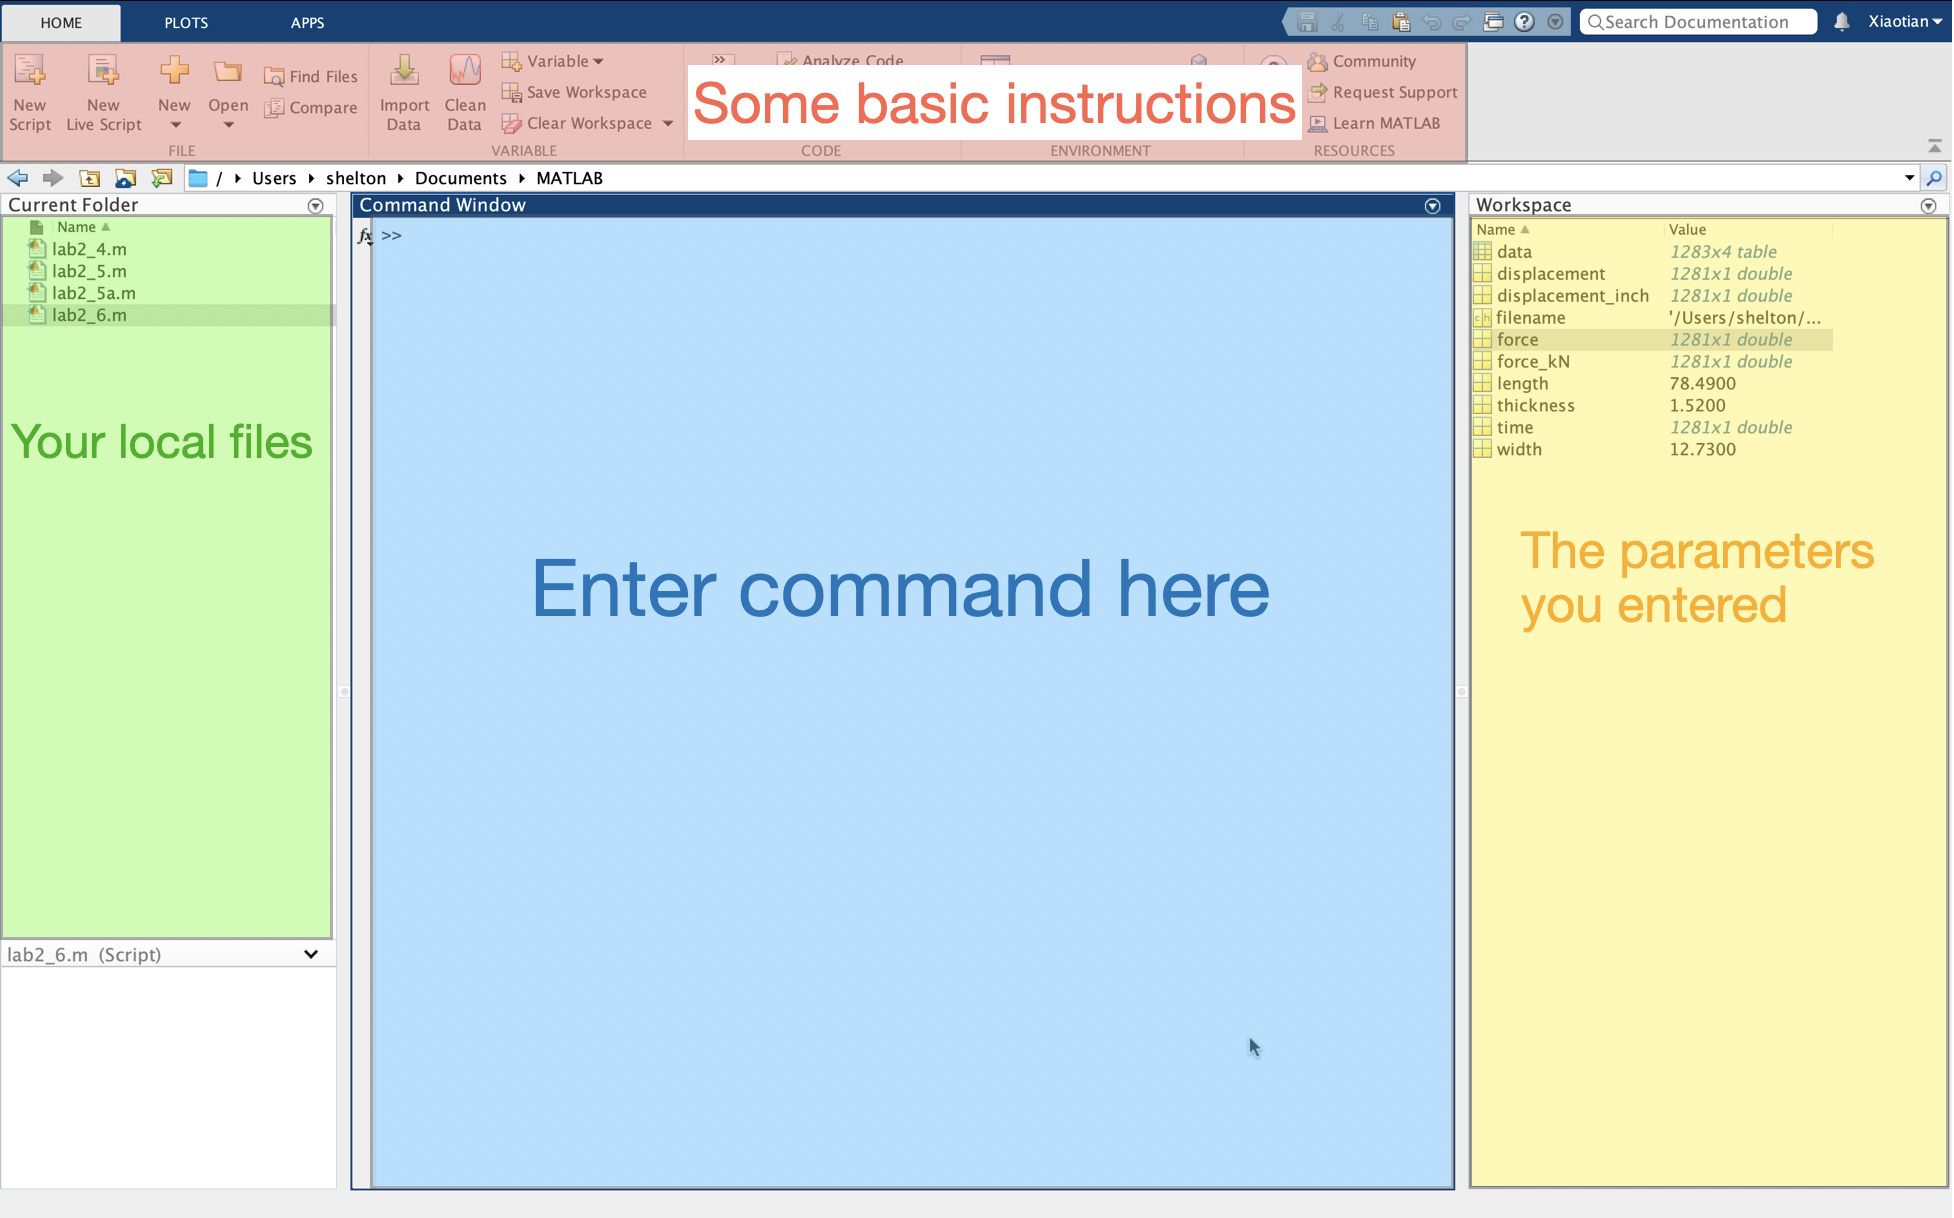 HOME PLOTS APPS Search Documentation Xiaotian
New Script
New Live Script
New
Open
Find Files
Compare
FILE
Import Data
Clean Data
Variable
Save Workspace
Clear Workspace
VARIABLE
Analyze Code
Some basic instructions
CODE
ENVIRONMENT
Community
Request Support
Learn MATLAB
RESOURCES
/ Users shelton Documents MATLAB
Current Folder
Name
lab2_4.m
lab2_5.m
lab2_5a.m
lab2_6.m
Your local files
lab2_6.m (Script)
Command Window
fx >>
Enter command here
Workspace
Name Value
data 1283x4 table
displacement 1281x1 double
displacement_inch 1281x1 double
filename '/Users/shelton/...
force 1281x1 double
force_kN 1281x1 double
length 78.4900
thickness 1.5200
time 1281x1 double
width 12.7300
The parameters
you entered